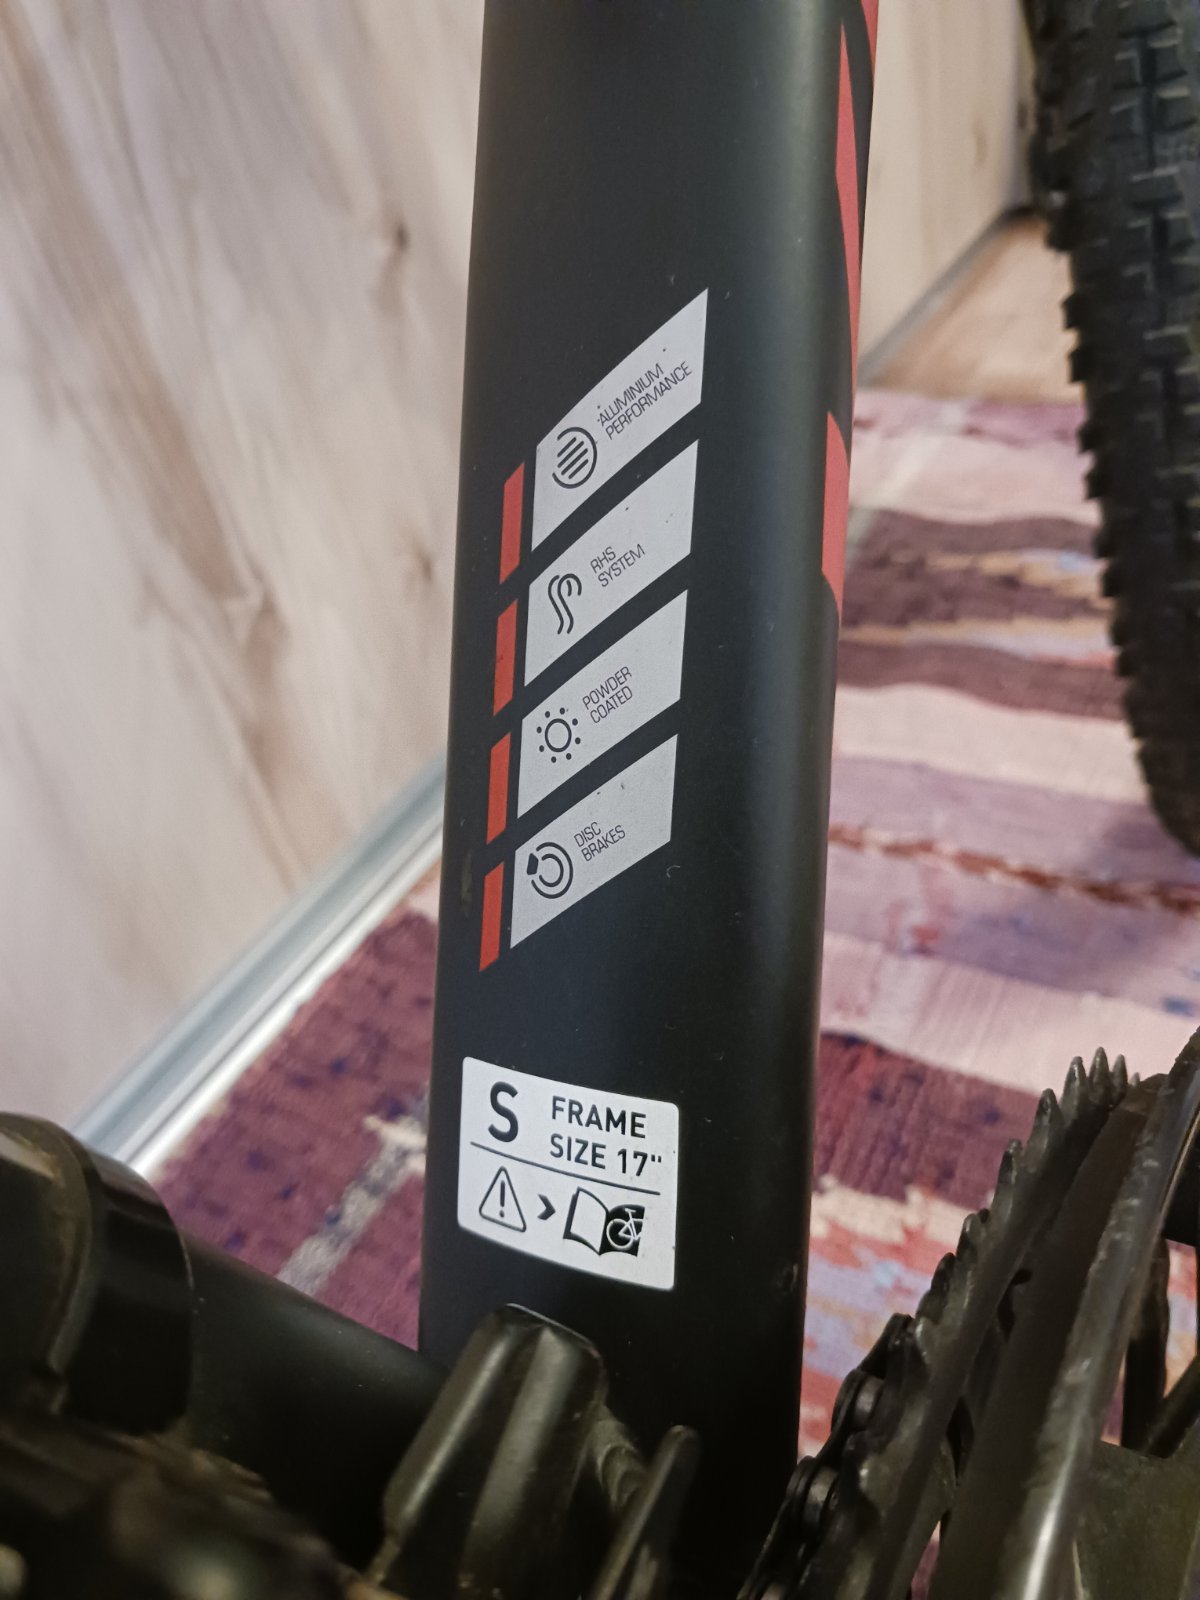 ALUMINIUM
PERFORMANCE
RHS
SYSTEM
POWDER
COATED
DISC
BRAKES
S
FRAME
SIZE 17"